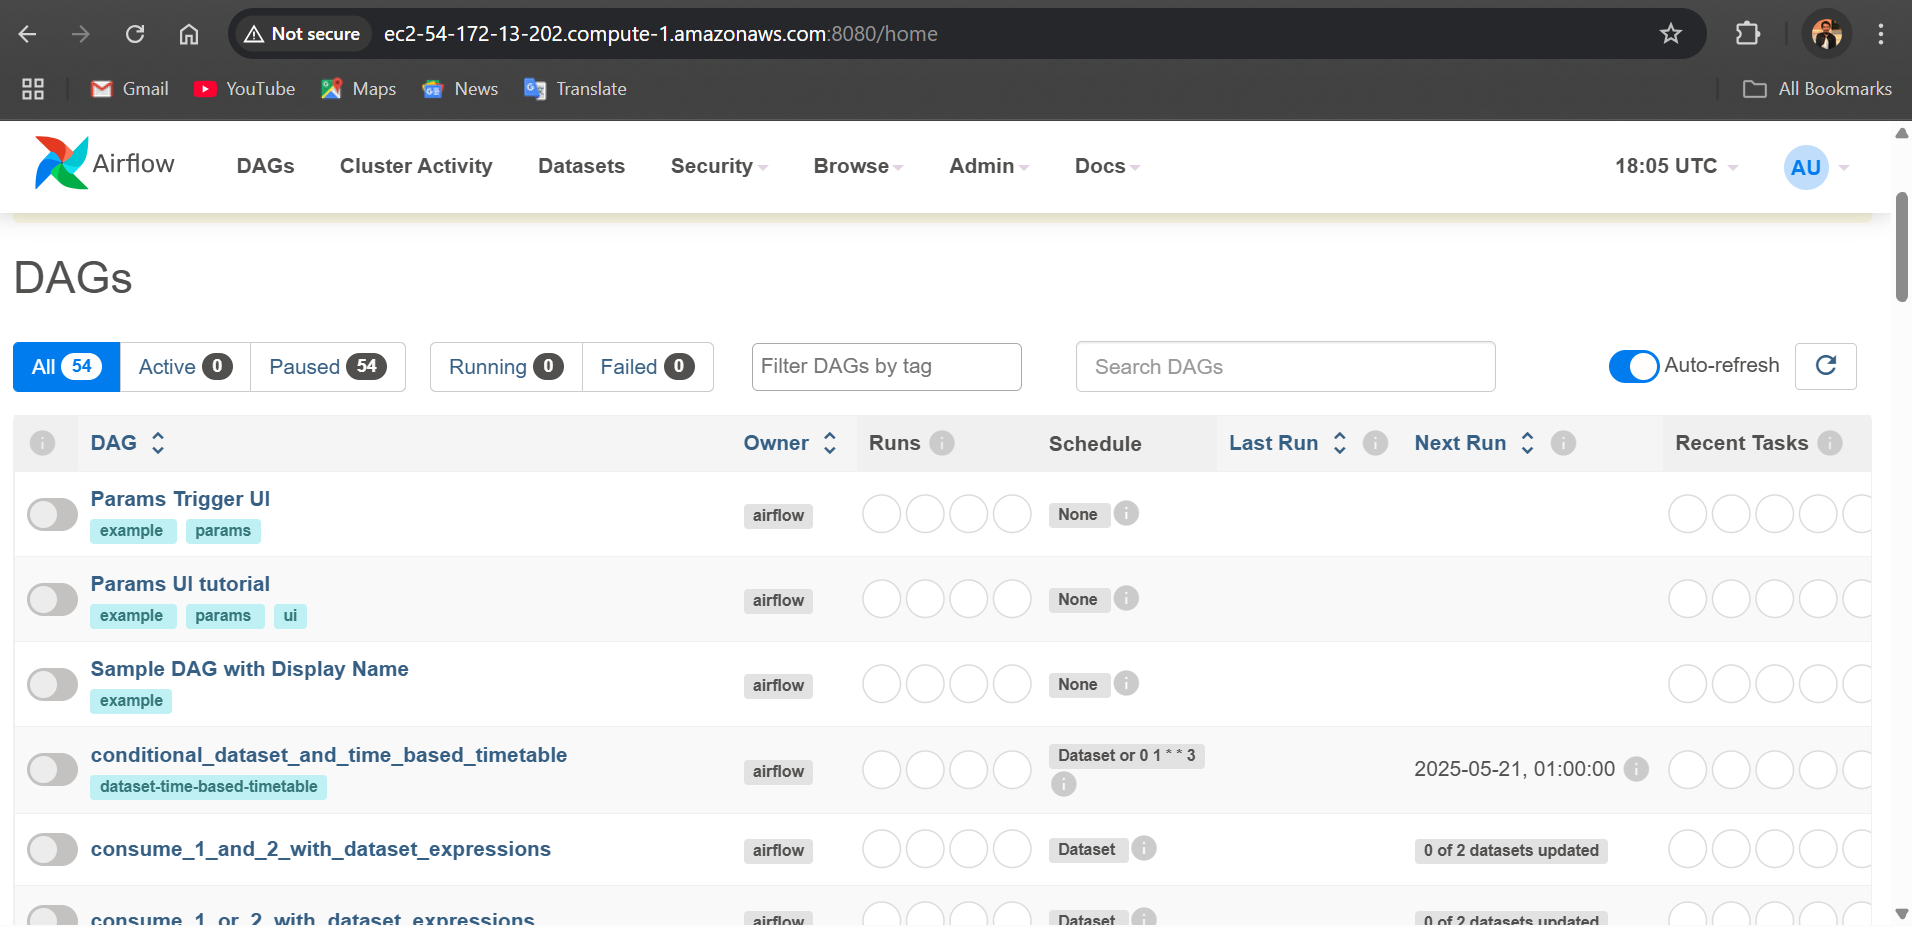 Not secure ec2-54-172-13-202.compute-1.amazonaws.com:8080/home
Gmail YouTube Maps News Translate All Bookmarks
Airflow DAGs Cluster Activity Datasets Security Browse Admin Docs 18:05 UTC AU
DAGs
All 54 Active 0 Paused 54 Running 0 Failed 0 Filter DAGs by tag Search DAGs Auto-refresh
DAG Owner Runs Schedule Last Run Next Run Recent Tasks
Params Trigger UI
example params airflow None
Params UI tutorial
example params ui airflow None
Sample DAG with Display Name
example airflow None
conditional_dataset_and_time_based_timetable Dataset or 0 1 * * 3
dataset-time-based-timetable airflow 2025-05-21, 01:00:00
consume_1_and_2_with_dataset_expressions airflow Dataset 0 of 2 datasets updated
consume_1_or_2_with_dataset_expressions airflow Dataset 0 of 2 datasets updated